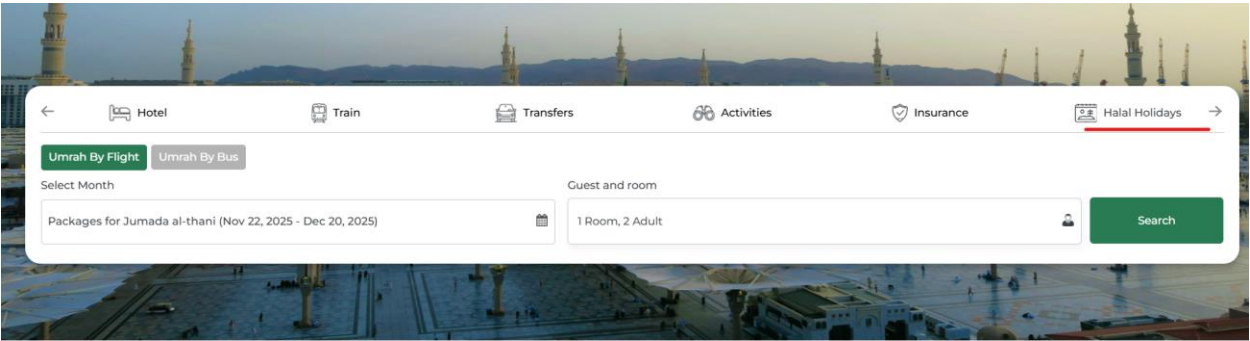 Hotel
Train
Transfers
Activities
Insurance
Halal Holidays
Umrah By Flight
Umrah By Bus
Select Month
Guest and room
Packages for Jumada al-thani (Nov 22, 2025 - Dec 20, 2025)
1 Room, 2 Adult
Search